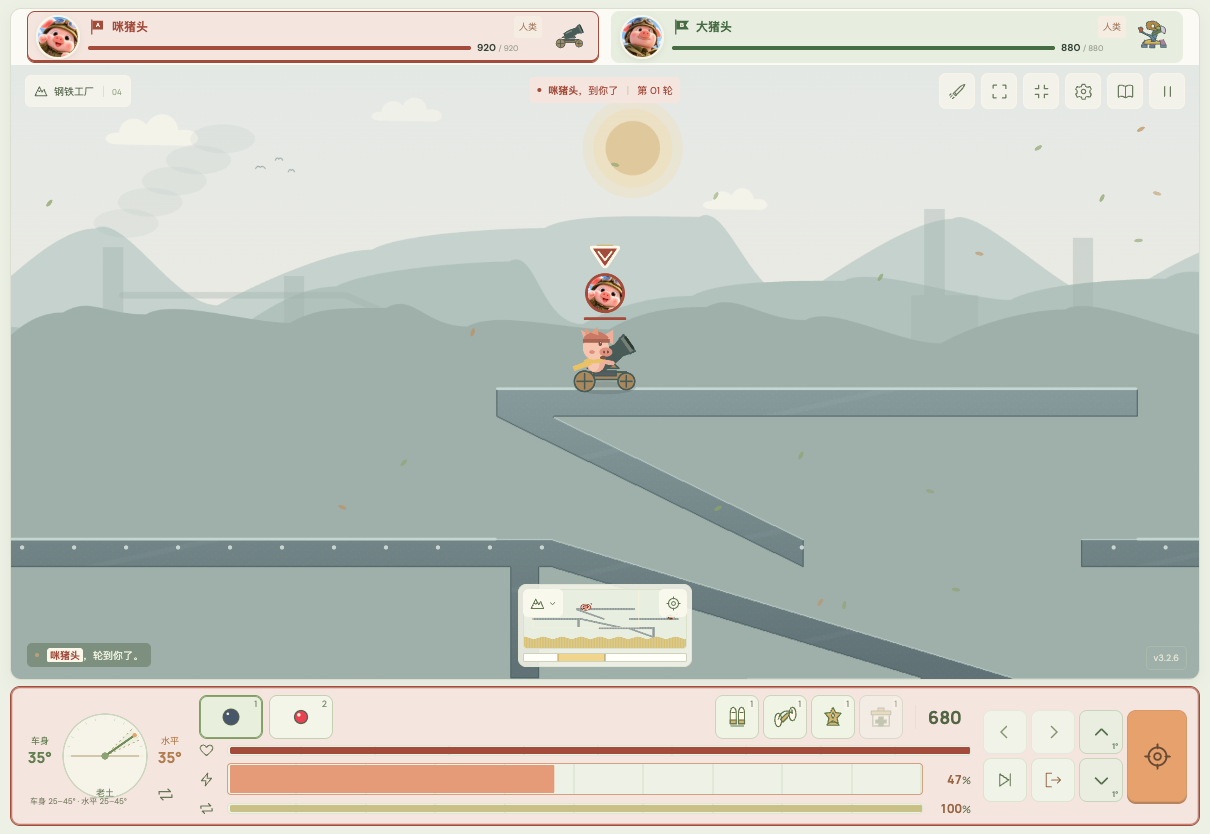 A 咪猪头
人类
920 / 920
B 大猪头
人类
880 / 880
钢铁工厂 04
咪猪头，到你了 第 01 轮
咪猪头，轮到你了。
v3.2.6
1
2
1
1
1
1
680
车身
35°
水平
35°
老土
车身 25–45° · 水平 25–45°
47%
100%
1°
1°